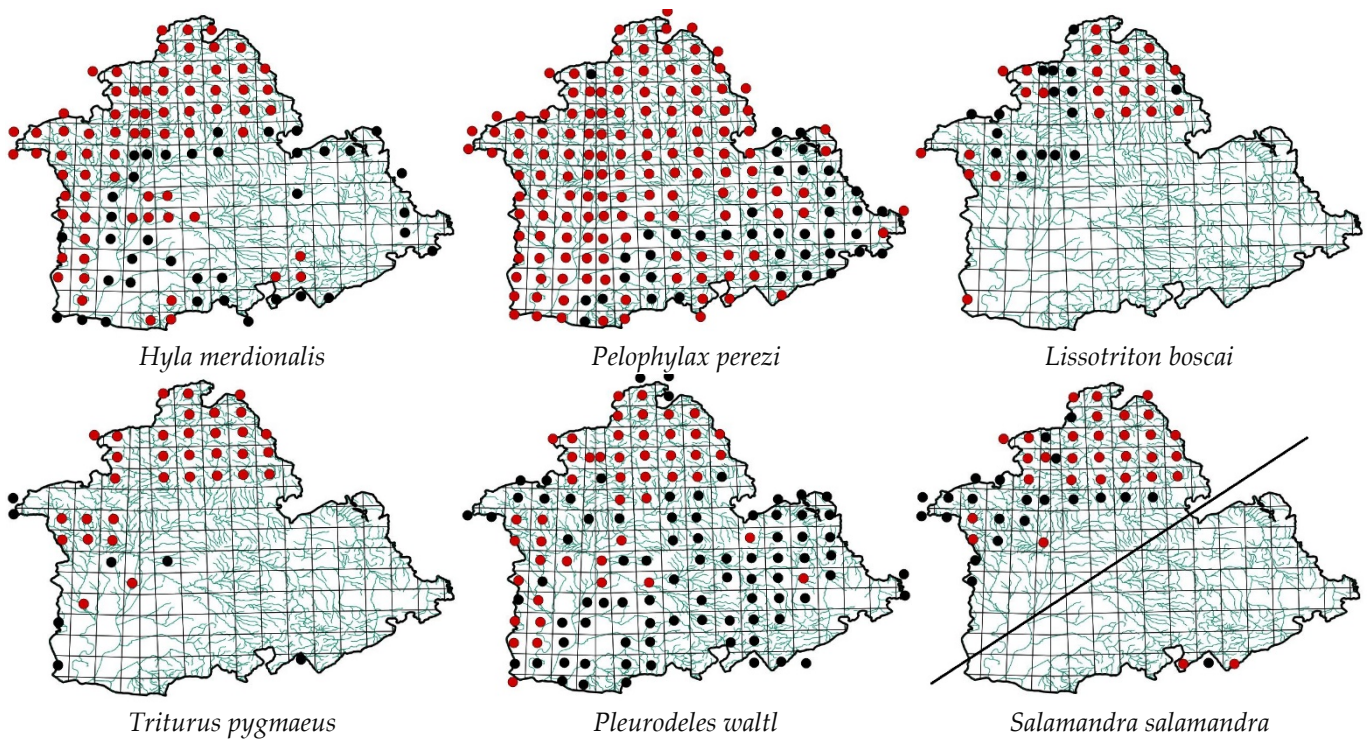 Hyla merdionalis
Pelophylax perezi
Lissotriton boscai
Triturus pygmaeus
Pleurodeles waltl
Salamandra salamandra